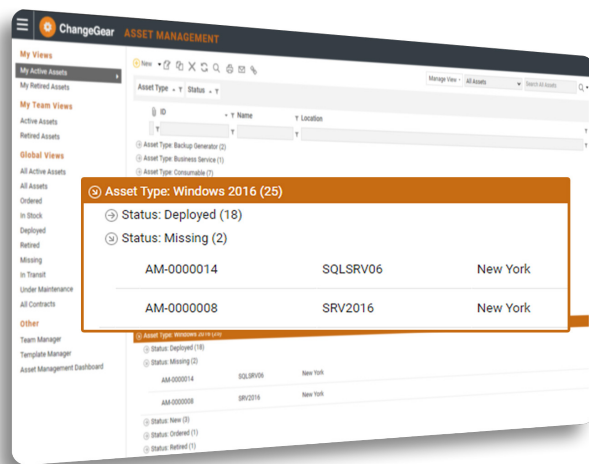 ChangeGear ASSET MANAGEMENT
My Views
My Active Assets
My Retired Assets
My Team Views
Active Assets
Retired Assets
Global Views
All Active Assets
All Assets
Ordered
In Stock
Deployed
Retired
Missing
In Transit
Under Maintenance
All Contracts
Other
Team Manager
Template Manager
Asset Management Dashboard
New
Manage View All Assets Search All Assets
Asset Type Status
ID Name Location
Asset Type: Backup Generator (2)
Asset Type: Business Service (1)
Asset Type: Consumable (7)
Asset Type: Windows 2016 (25)
Status: Deployed (18)
Status: Missing (2)
AM-0000014 SQLSRV06 New York
AM-0000008 SRV2016 New York
Asset Type: Windows 2016 (25)
Status: Deployed (18)
Status: Missing (2)
AM-0000014 SQLSRV06 New York
AM-0000008 SRV2016 New York
Status: New (3)
Status: Ordered (1)
Status: Retired (1)